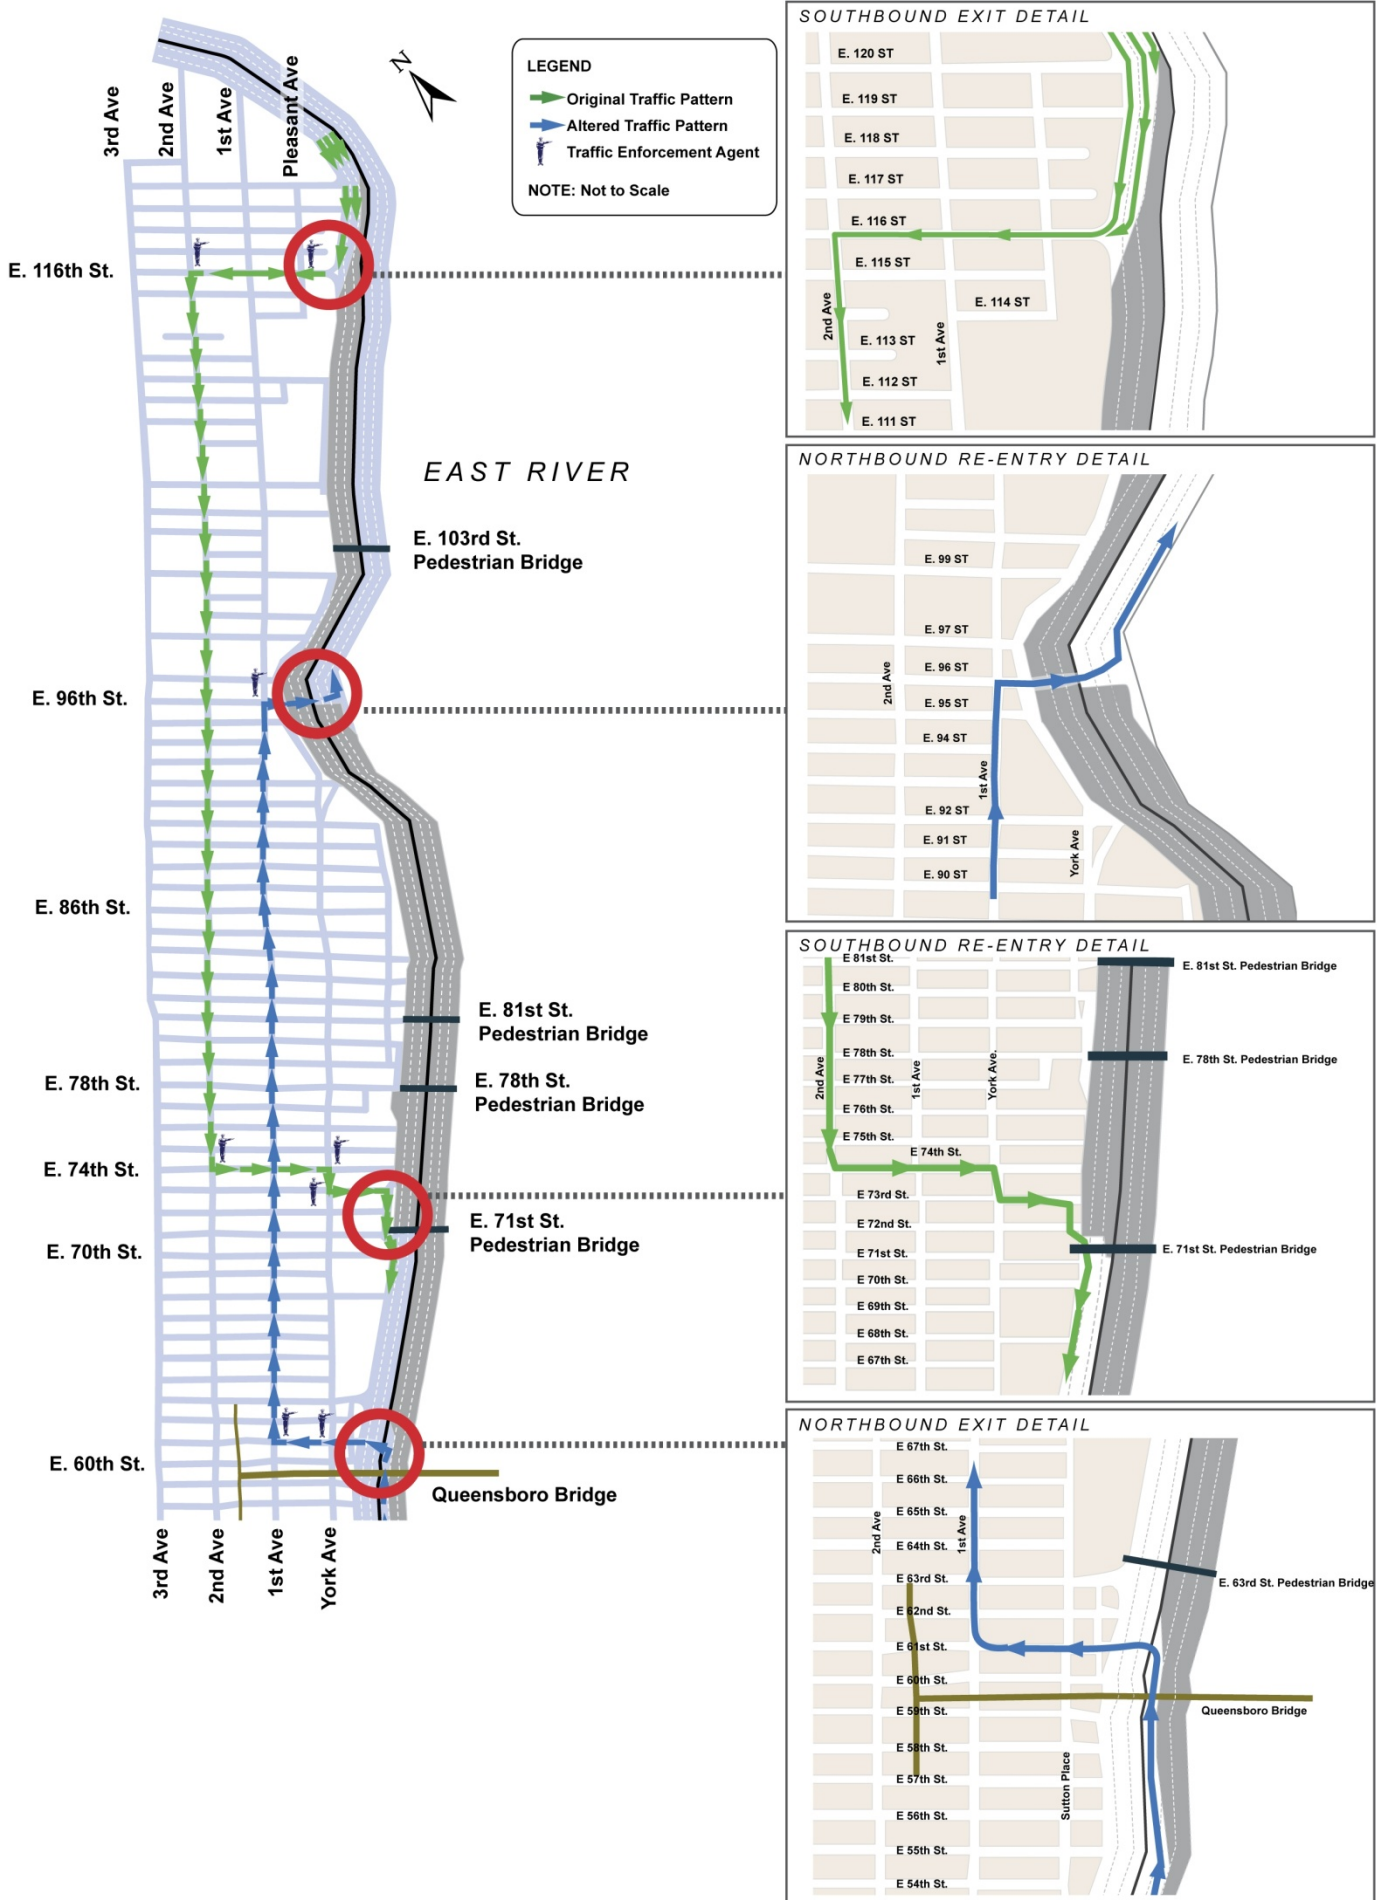 3rd Ave
2nd Ave
1st Ave
Pleasant Ave
N
LEGEND
Original Traffic Pattern
Altered Traffic Pattern
Traffic Enforcement Agent
NOTE: Not to Scale
E. 116th St.
EAST RIVER
E. 103rd St.
Pedestrian Bridge
E. 96th St.
E. 86th St.
E. 81st St.
Pedestrian Bridge
E. 78th St.
E. 78th St.
Pedestrian Bridge
E. 74th St.
E. 71st St.
Pedestrian Bridge
E. 70th St.
E. 60th St.
Queensboro Bridge
3rd Ave
2nd Ave
1st Ave
York Ave
SOUTHBOUND EXIT DETAIL
E. 120 ST
E. 119 ST
E. 118 ST
E. 117 ST
E. 116 ST
E. 115 ST
E. 114 ST
2nd Ave
1st Ave
E. 113 ST
E. 112 ST
E. 111 ST
NORTHBOUND RE-ENTRY DETAIL
E. 99 ST
E. 97 ST
E. 96 ST
2nd Ave
E. 95 ST
E. 94 ST
1st Ave
E. 92 ST
E. 91 ST
York Ave
E. 90 ST
SOUTHBOUND RE-ENTRY DETAIL
E 81st St.
E. 81st St. Pedestrian Bridge
E 80th St.
E 79th St.
E 78th St.
E. 78th St. Pedestrian Bridge
2nd Ave
1st Ave
York Ave.
E 77th St.
E 76th St.
E 75th St.
E 74th St.
E 73rd St.
E 72nd St.
E 71st St.
E. 71st St. Pedestrian Bridge
E 70th St.
E 69th St.
E 68th St.
E 67th St.
NORTHBOUND EXIT DETAIL
E 67th St.
E 66th St.
E 65th St.
2nd Ave
1st Ave
E 64th St.
E 63rd St.
E. 63rd St. Pedestrian Bridge
E 62nd St.
E 61st St.
E 60th St.
E 59th St.
Queensboro Bridge
E 58th St.
E 57th St.
Sutton Place
E 56th St.
E 55th St.
E 54th St.